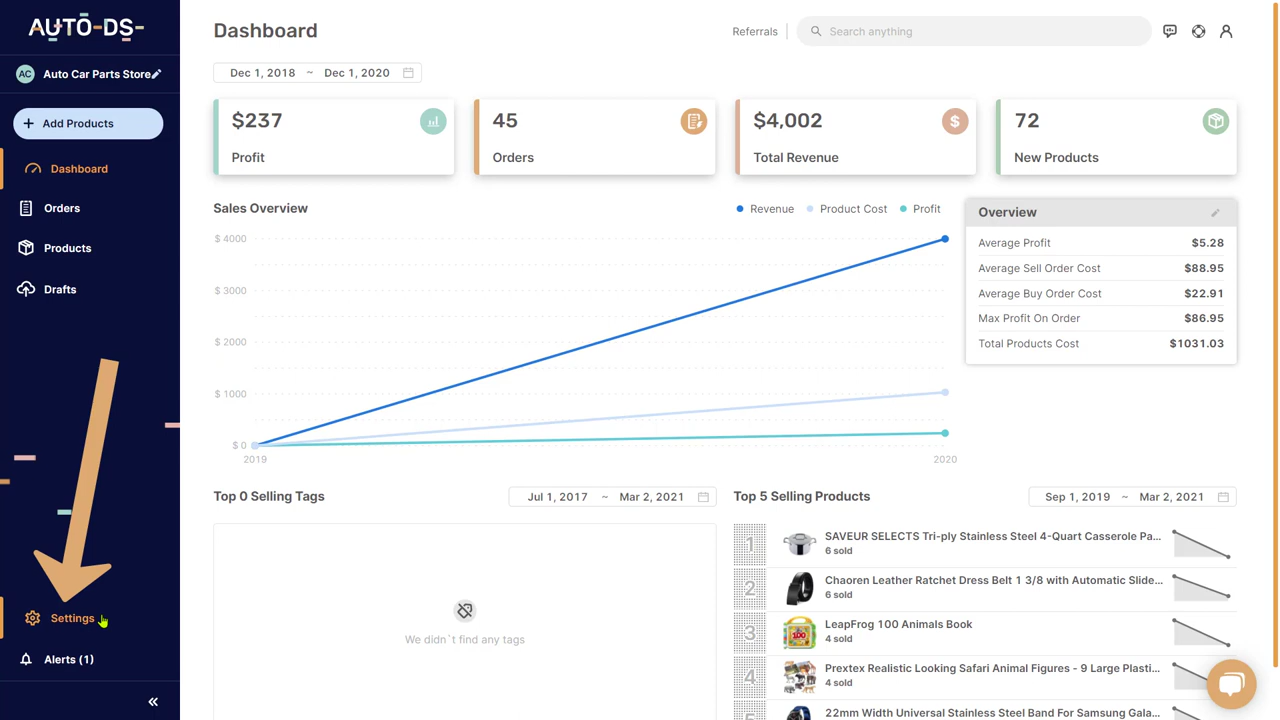 AUTO-DS-
AC Auto Car Parts Store
+ Add Products
Dashboard
Orders
Products
Drafts
Settings
Alerts (1)
«
Dashboard
Referrals
Search anything
Dec 1, 2018 ~ Dec 1, 2020
$237
Profit
45
Orders
$4,002
$
Total Revenue
72
New Products
Sales Overview
Revenue
Product Cost
Profit
$ 4000
$ 3000
$ 2000
$ 1000
$ 0
2019
2020
Overview
Average Profit $5.28
Average Sell Order Cost $88.95
Average Buy Order Cost $22.91
Max Profit On Order $86.95
Total Products Cost $1031.03
Top 0 Selling Tags
Jul 1, 2017 ~ Mar 2, 2021
We didn`t find any tags
Top 5 Selling Products
Sep 1, 2019 ~ Mar 2, 2021
1
SAVEUR SELECTS Tri-ply Stainless Steel 4-Quart Casserole Pa...
6 sold
2
Chaoren Leather Ratchet Dress Belt 1 3/8 with Automatic Slide...
6 sold
3
LeapFrog 100 Animals Book
4 sold
4
Prextex Realistic Looking Safari Animal Figures - 9 Large Plasti...
4 sold
5
22mm Width Universal Stainless Steel Band For Samsung Gala...